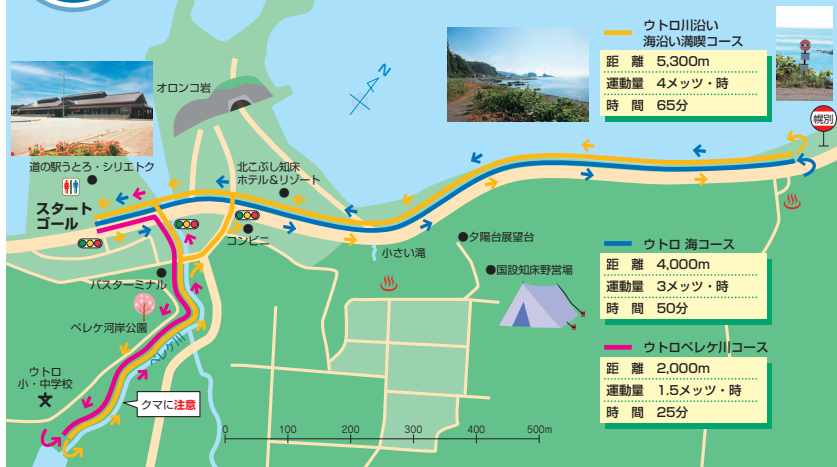 ウトロ川沿い
海沿い満喫コース
距 離 5,300m
運動量 4メッツ・時
時 間 65分
幌別
N
オロンコ岩
道の駅うとろ・シリエトク
北こぶし知床
ホテル&リゾート
スタート
ゴール
コンビニ
小さい滝
夕陽台展望台
国設知床野営場
バスターミナル
ペレケ河岸公園
ペレケ川
ウトロ
小・中学校
クマに注意
ウトロ 海コース
距 離 4,000m
運動量 3メッツ・時
時 間 50分
ウトロペレケ川コース
距 離 2,000m
運動量 1.5メッツ・時
時 間 25分
0 100 200 300 400 500m